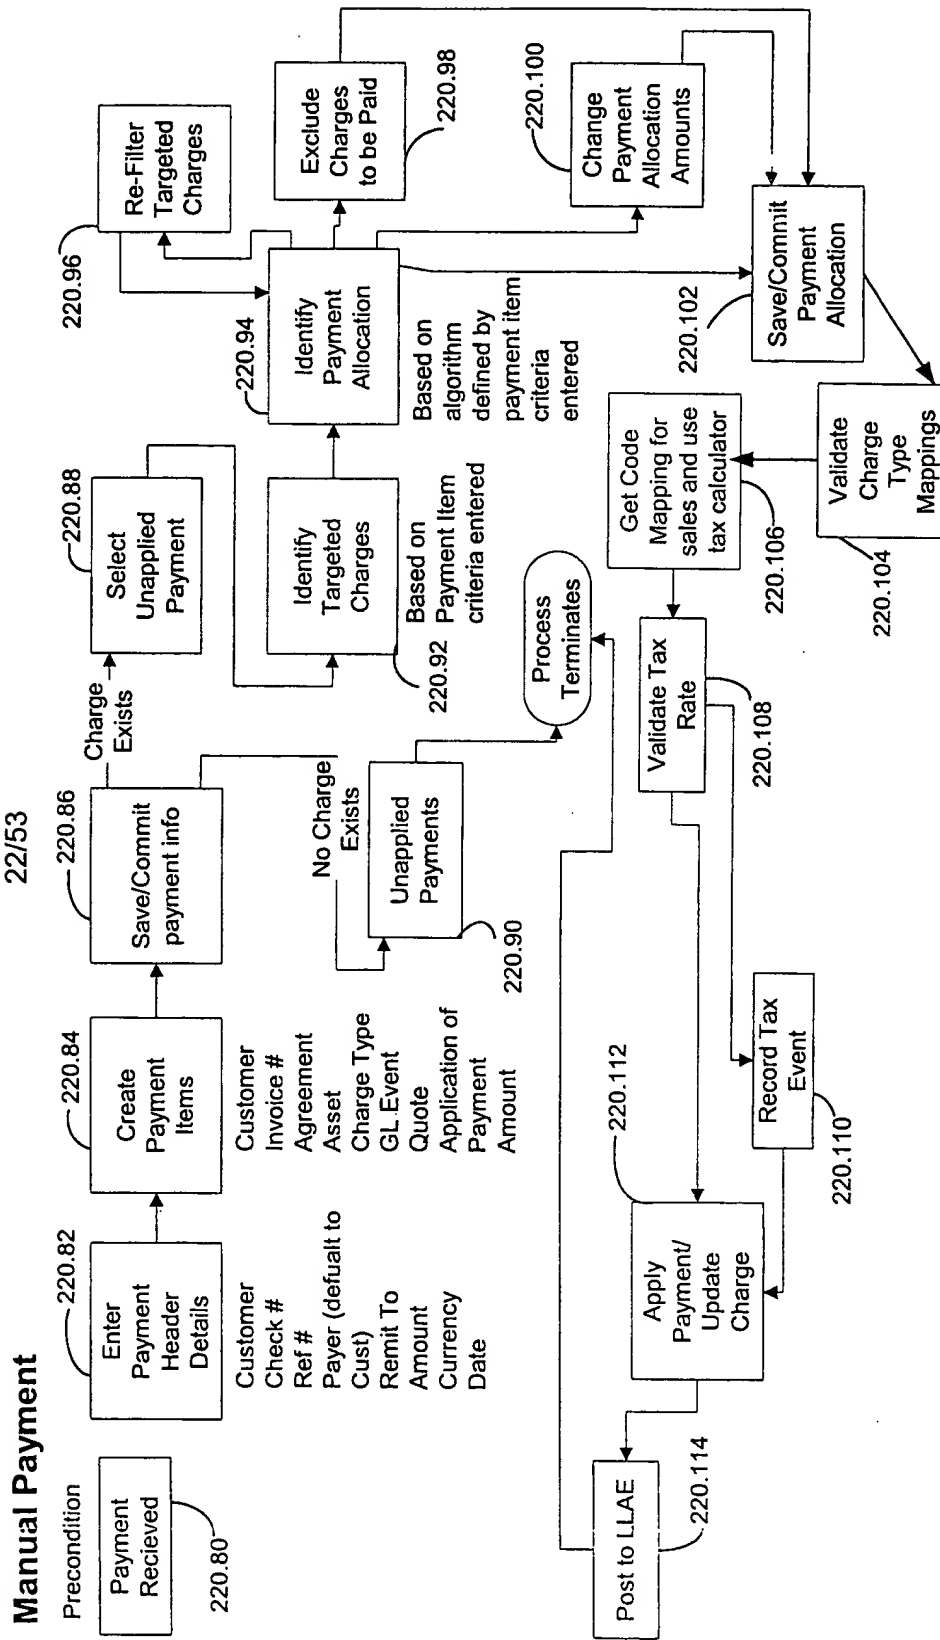 22/53
Manual Payment
Precondition
Payment
Recieved
220.80
220.82
Enter
Payment
Header
Details
Customer
Check #
Ref #
Payer (defualt to
Cust)
Remit To
Amount
Currency
Date
220.84
Create
Payment
Items
Customer
Invoice #
Agreement
Asset
Charge Type
GL Event
Quote
Application of
Payment
Amount
220.86
Save/Commit
payment info
Charge
Exists
No Charge
Exists
220.88
Select
Unapplied
Payment
Unapplied
Payments
220.90
Process
Terminates
Identify
Targeted
Charges
220.92
Based on
Payment Item
criteria entered
220.94
Identify
Payment
Allocation
Based on
algorithm
defined by
payment item
criteria
entered
220.96
Re-Filter
Targeted
Charges
Exclude
Charges
to be Paid
220.98
220.100
Change
Payment
Allocation
Amounts
220.102
Save/Commit
Payment
Allocation
Validate
Charge
Type
Mappings
220.104
Get Code
Mapping for
sales and use
tax calculator
220.106
Validate Tax
Rate
220.108
Record Tax
Event
220.110
220.112
Apply
Payment/
Update
Charge
Post to LLAE
220.114